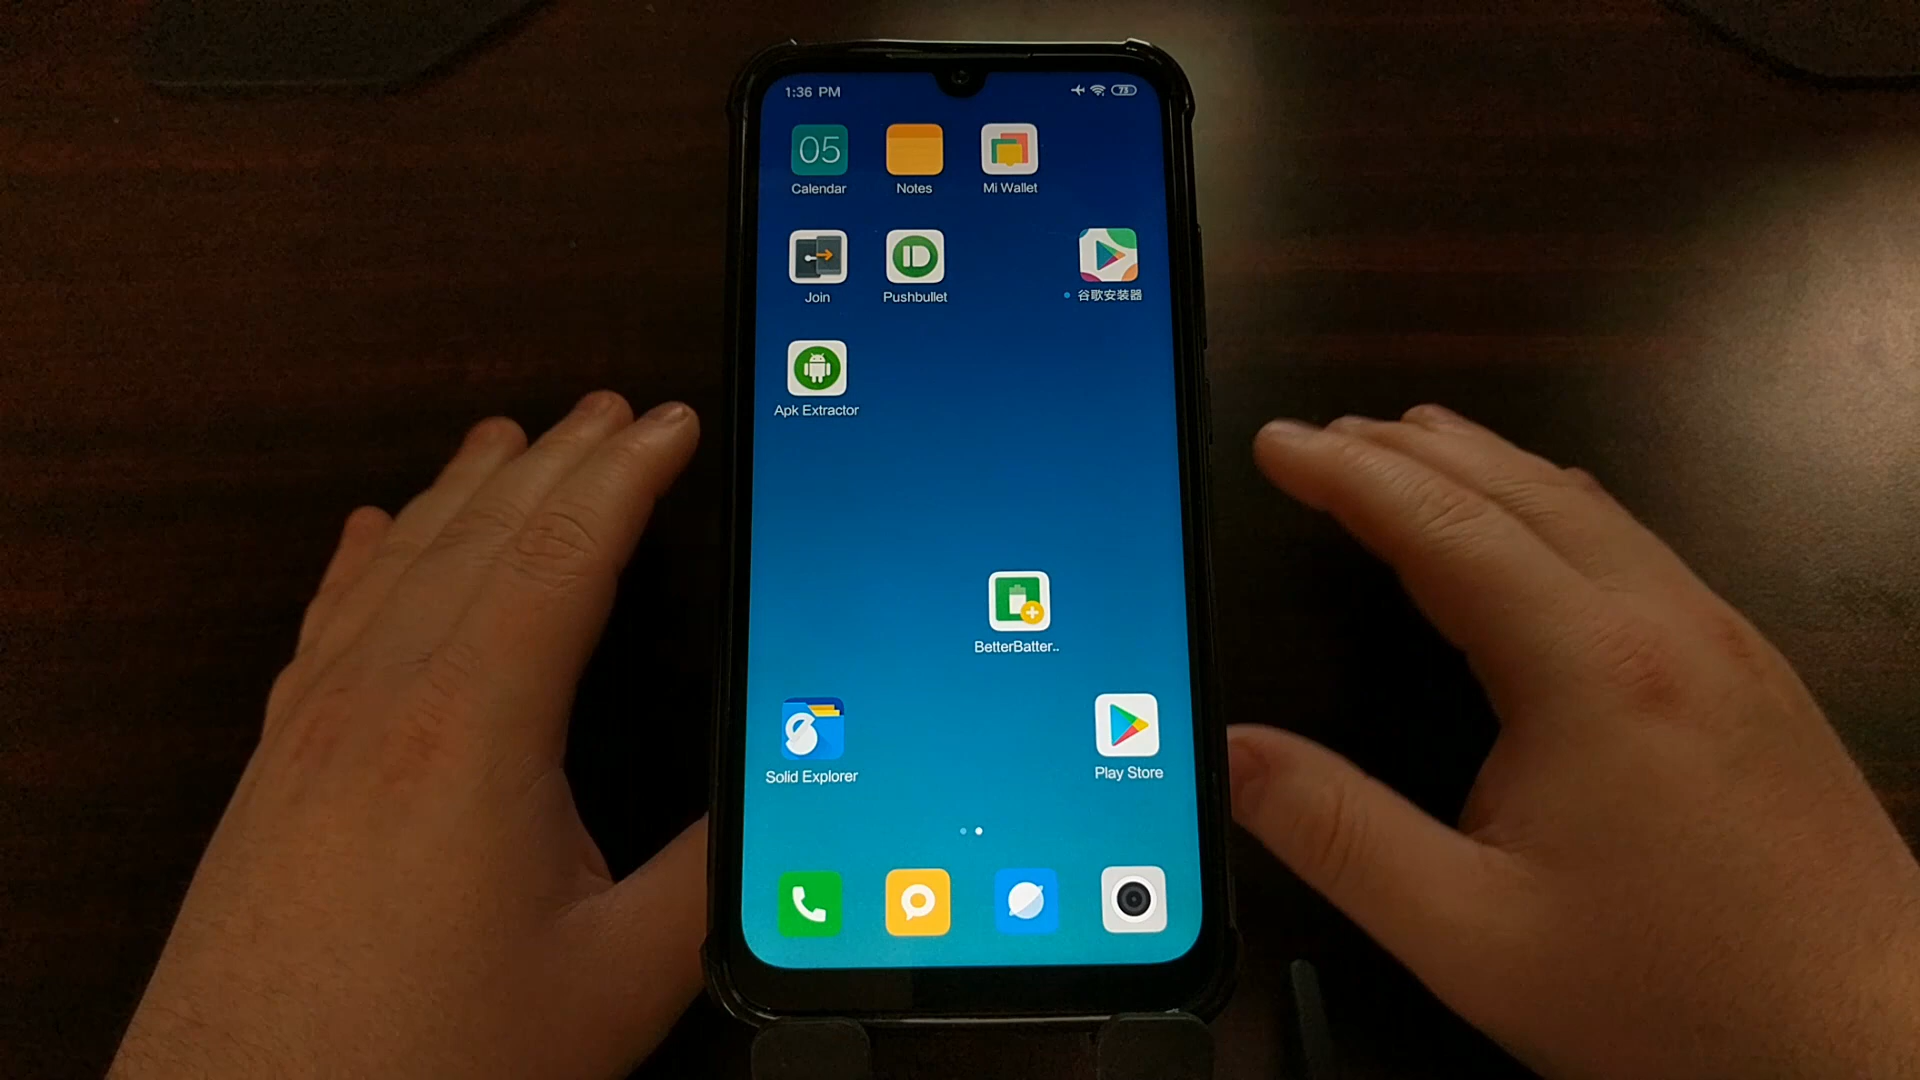 1:36 PM
73
05
Calendar
Notes
Mi Wallet
Join
Pushbullet
谷歌安装器
Apk Extractor
BetterBatter..
Solid Explorer
Play Store